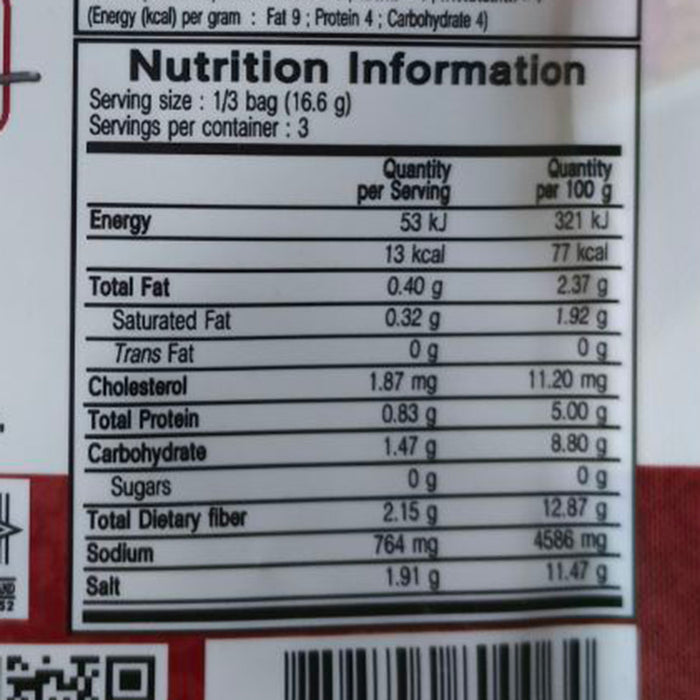 (Energy (kcal) per gram : Fat 9 ; Protein 4 ; Carbohydrate 4)
Nutrition Information
Serving size : 1/3 bag (16.6 g)
Servings per container : 3
Quantity per Serving Quantity per 100 g
Energy 53 kJ 321 kJ
13 kcal 77 kcal
Total Fat 0.40 g 2.37 g
Saturated Fat 0.32 g 1.92 g
Trans Fat 0 g 0 g
Cholesterol 1.87 mg 11.20 mg
Total Protein 0.83 g 5.00 g
Carbohydrate 1.47 g 8.80 g
Sugars 0 g 0 g
Total Dietary fiber 2.15 g 12.87 g
Sodium 764 mg 4586 mg
Salt 1.91 g 11.47 g